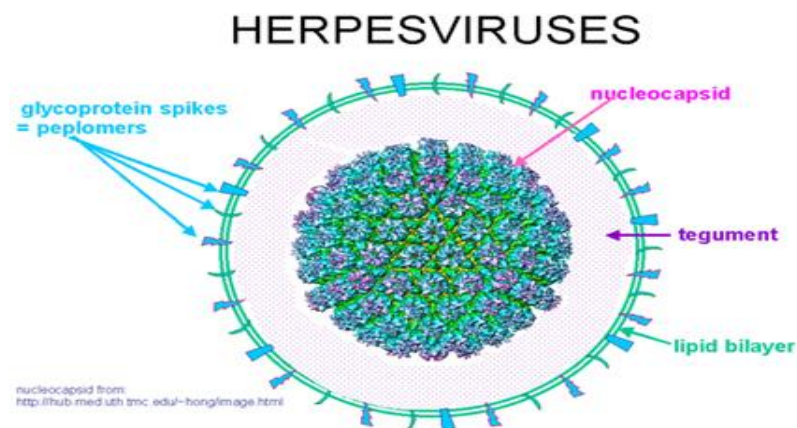 HERPESVIRUSES
glycoprotein spikes
= peplomers
nucleocapsid
tegument
lipid bilayer
nucleocapsid from:
http://hub.med.uth.tmc.edu/~hong/image.html